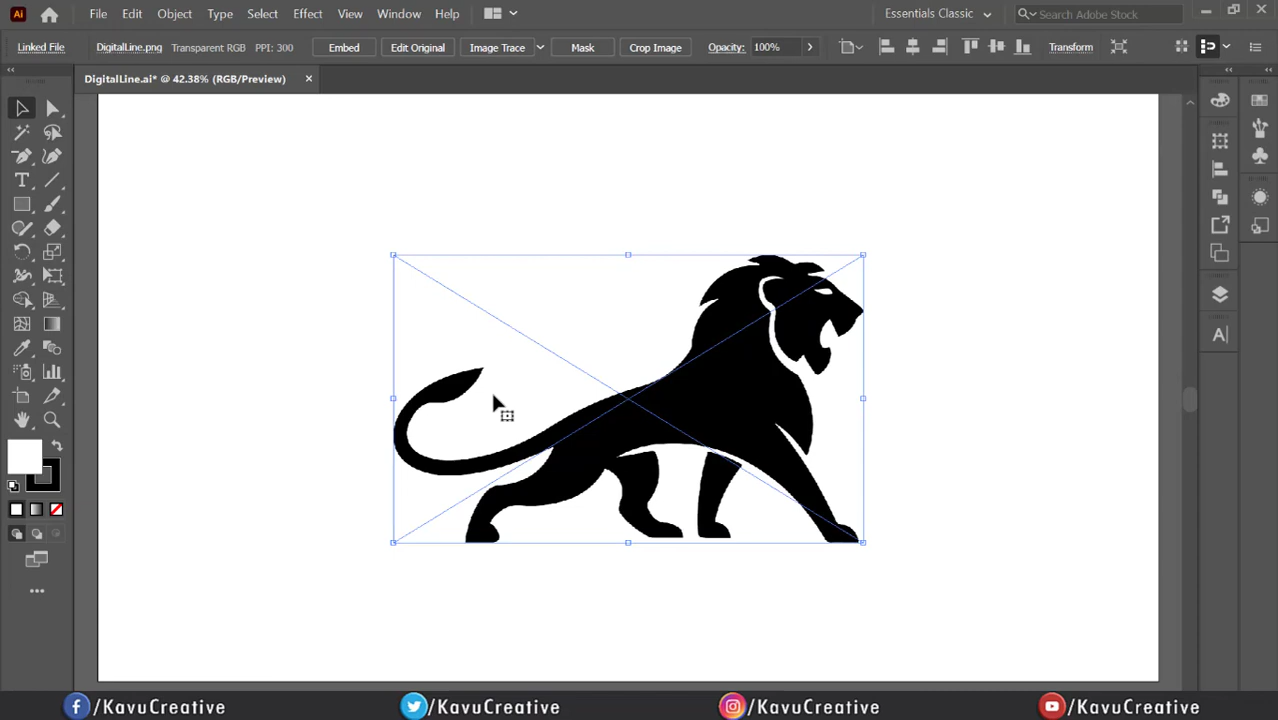 Ai File Edit Object Type Select Effect View Window Help Essentials Classic Search Adobe Stock
Linked File DigitalLine.png Transparent RGB PPI: 300 Embed Edit Original Image Trace Mask Crop Image Opacity: 100% Transform
DigitalLine.ai* @ 42.38% (RGB/Preview)
/KavuCreative /KavuCreative /KavuCreative /KavuCreative